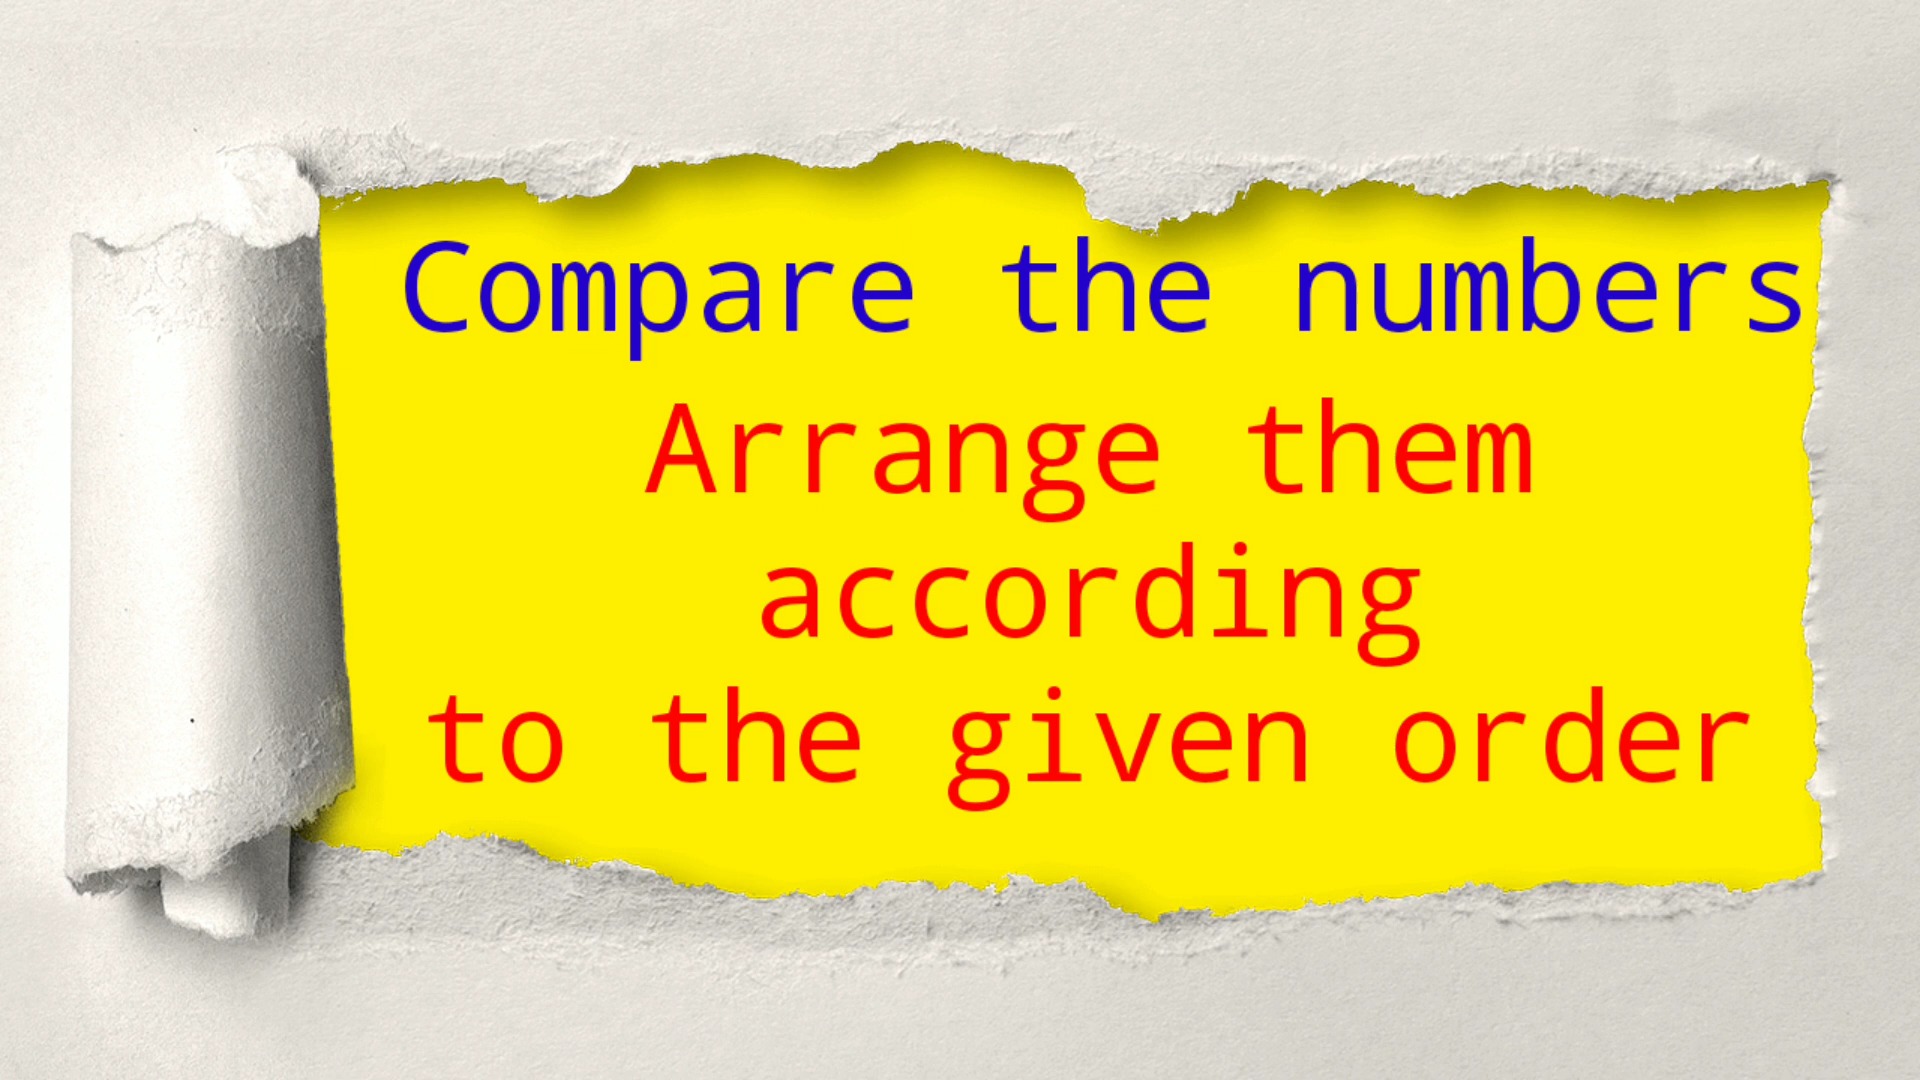 Compare the numbers
Arrange them
according
to the given order